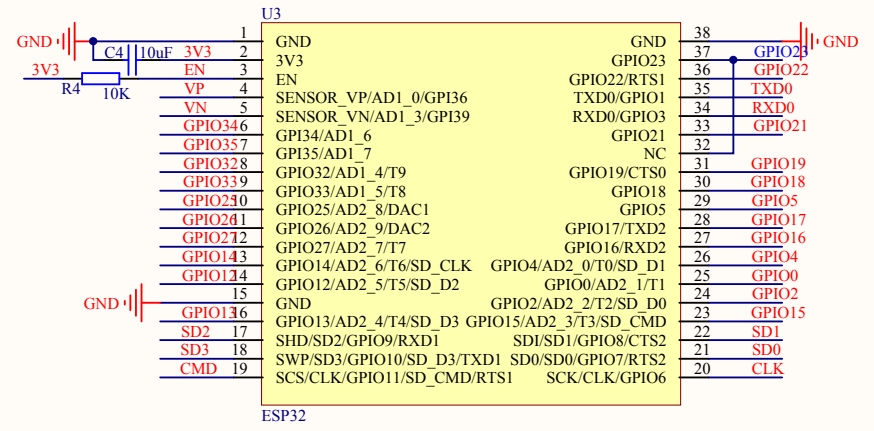 U3
GND 1 GND GND 38 GND
C4 10uF 3V3 2 3V3 GPIO23 37 GPIO23
3V3 R4 10K EN 3 EN GPIO22/RTS1 36 GPIO22
VP 4 SENSOR_VP/AD1_0/GPI36 TXD0/GPIO1 35 TXD0
VN 5 SENSOR_VN/AD1_3/GPI39 RXD0/GPIO3 34 RXD0
GPIO34 6 GPI34/AD1_6 GPIO21 33 GPIO21
GPIO35 7 GPI35/AD1_7 NC 32
GPIO32 8 GPIO32/AD1_4/T9 GPIO19/CTS0 31 GPIO19
GPIO33 9 GPIO33/AD1_5/T8 GPIO18 30 GPIO18
GPIO25 10 GPIO25/AD2_8/DAC1 GPIO5 29 GPIO5
GPIO26 11 GPIO26/AD2_9/DAC2 GPIO17/TXD2 28 GPIO17
GPIO27 12 GPIO27/AD2_7/T7 GPIO16/RXD2 27 GPIO16
GPIO14 13 GPIO14/AD2_6/T6/SD_CLK GPIO4/AD2_0/T0/SD_D1 26 GPIO4
GPIO12 14 GPIO12/AD2_5/T5/SD_D2 GPIO0/AD2_1/T1 25 GPIO0
GND 15 GND GPIO2/AD2_2/T2/SD_D0 24 GPIO2
GPIO13 16 GPIO13/AD2_4/T4/SD_D3 GPIO15/AD2_3/T3/SD_CMD 23 GPIO15
SD2 17 SHD/SD2/GPIO9/RXD1 SDI/SD1/GPIO8/CTS2 22 SD1
SD3 18 SWP/SD3/GPIO10/SD_D3/TXD1 SD0/SD0/GPIO7/RTS2 21 SD0
CMD 19 SCS/CLK/GPIO11/SD_CMD/RTS1 SCK/CLK/GPIO6 20 CLK
ESP32